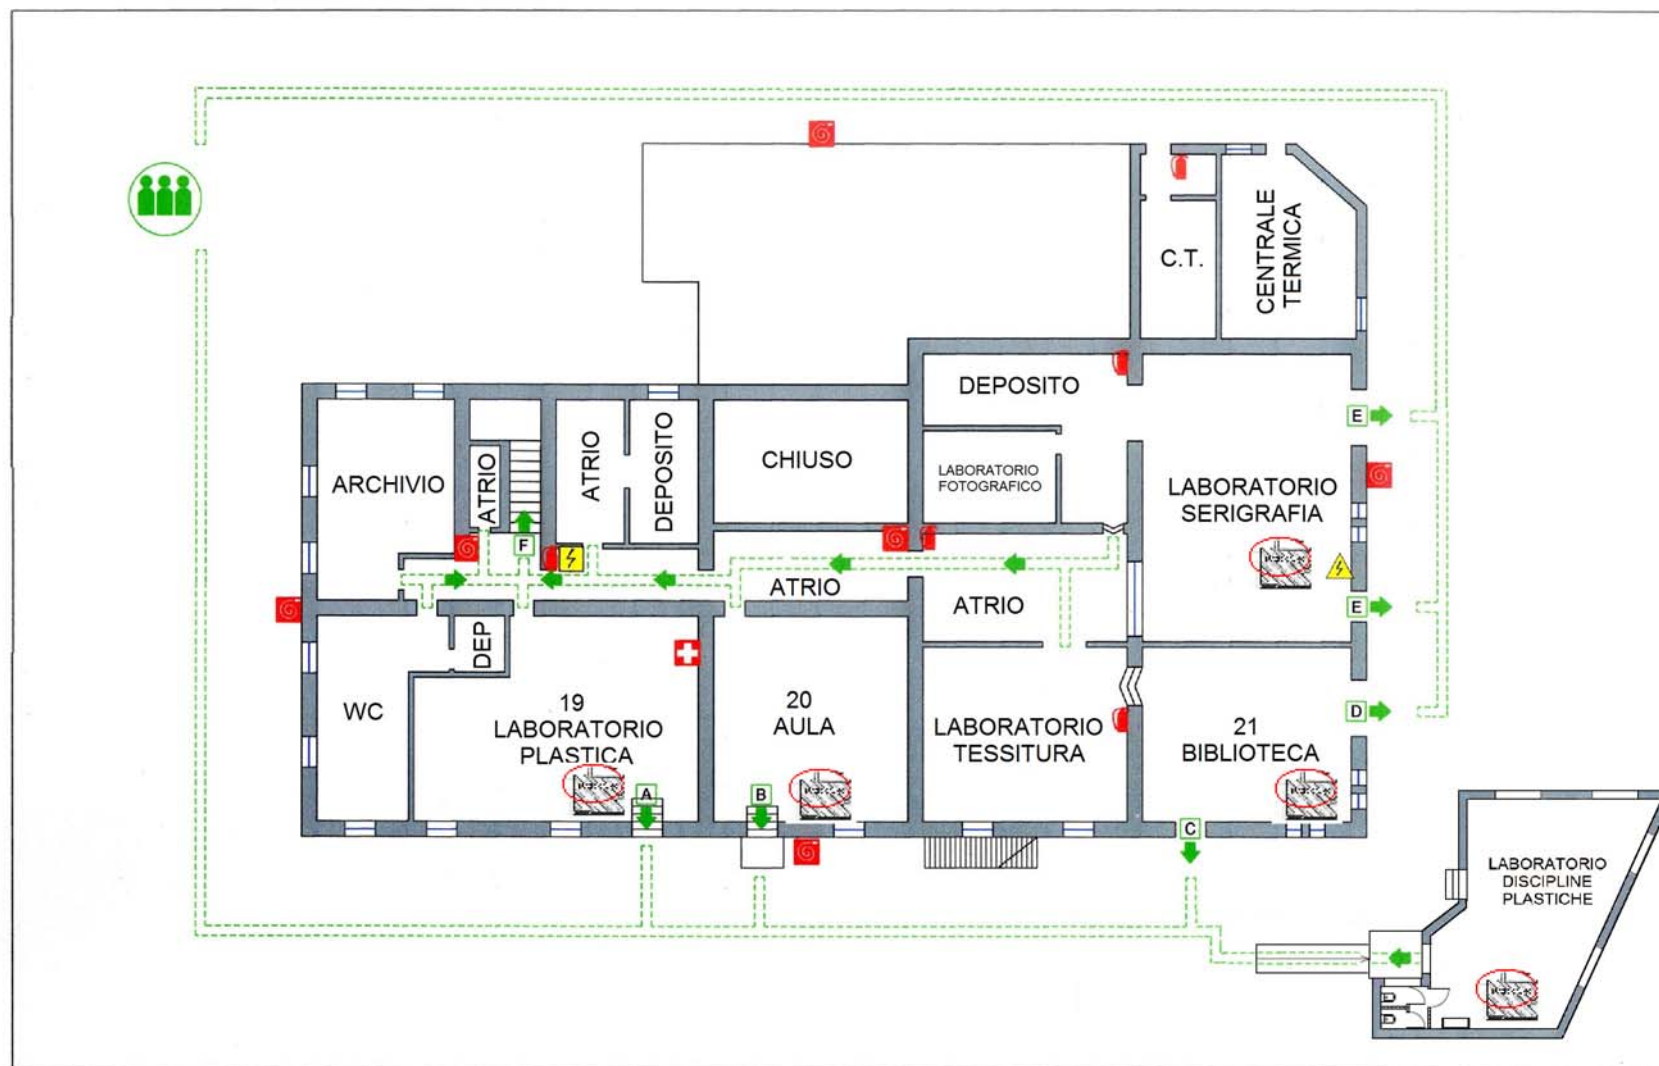 C.T.
CENTRALE
TERMICA
DEPOSITO
E
ARCHIVIO
ATRIO
ATRIO
DEPOSITO
CHIUSO
LABORATORIO
FOTOGRAFICO
LABORATORIO
SERIGRAFIA
F
ATRIO
ATRIO
E
DEP
WC
19
LABORATORIO
PLASTICA
20
AULA
LABORATORIO
TESSITURA
21
BIBLIOTECA
D
A
B
C
LABORATORIO
DISCIPLINE
PLASTICHE